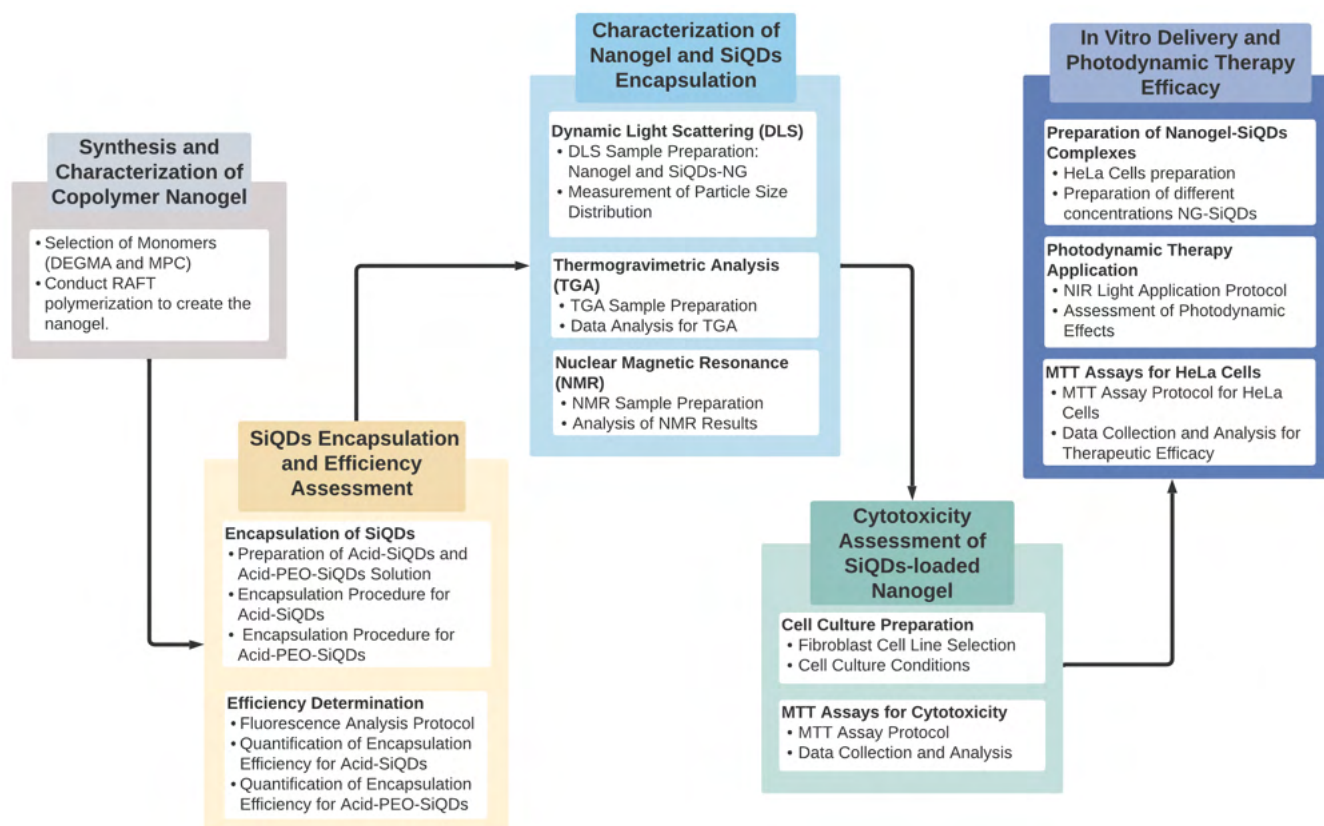 Synthesis and
Characterization of
Copolymer Nanogel
• Selection of Monomers
(DEGMA and MPC)
• Conduct RAFT
polymerization to create the
nanogel.
SiQDs Encapsulation
and Efficiency
Assessment
Encapsulation of SiQDs
• Preparation of Acid-SiQDs and
Acid-PEO-SiQDs Solution
• Encapsulation Procedure for
Acid-SiQDs
• Encapsulation Procedure for
Acid-PEO-SiQDs
Efficiency Determination
• Fluorescence Analysis Protocol
• Quantification of Encapsulation
Efficiency for Acid-SiQDs
• Quantification of Encapsulation
Efficiency for Acid-PEO-SiQDs
Characterization of
Nanogel and SiQDs
Encapsulation
Dynamic Light Scattering (DLS)
• DLS Sample Preparation:
Nanogel and SiQDs-NG
• Measurement of Particle Size
Distribution
Thermogravimetric Analysis
(TGA)
• TGA Sample Preparation
• Data Analysis for TGA
Nuclear Magnetic Resonance
(NMR)
• NMR Sample Preparation
• Analysis of NMR Results
Cytotoxicity
Assessment of
SiQDs-loaded
Nanogel
Cell Culture Preparation
• Fibroblast Cell Line Selection
• Cell Culture Conditions
MTT Assays for Cytotoxicity
• MTT Assay Protocol
• Data Collection and Analysis
In Vitro Delivery and
Photodynamic Therapy
Efficacy
Preparation of Nanogel-SiQDs
Complexes
• HeLa Cells preparation
• Preparation of different
concentrations NG-SiQDs
Photodynamic Therapy
Application
• NIR Light Application Protocol
• Assessment of Photodynamic
Effects
MTT Assays for HeLa Cells
• MTT Assay Protocol for HeLa
Cells
• Data Collection and Analysis for
Therapeutic Efficacy